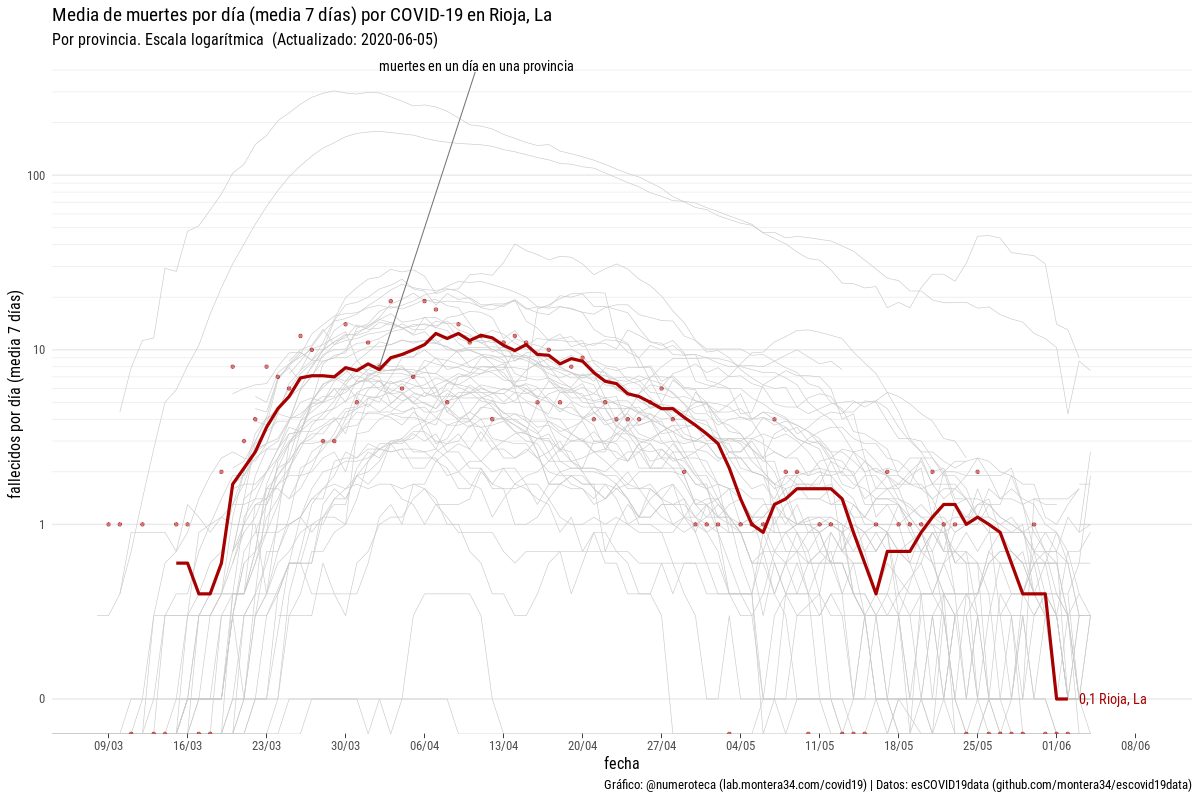 Media de muertes por día (media 7 días) por COVID-19 en Rioja, La
Por provincia. Escala logarítmica  (Actualizado: 2020-06-05)
muertes en un día en una provincia
fallecidos por día (media  7 días)
100
10
1
0
0,1 Rioja, La
09/03 16/03 23/03 30/03 06/04 13/04 20/04 27/04 04/05 11/05 18/05 25/05 01/06 08/06
fecha
Gráfico: @numeroteca (lab.montera34.com/covid19) | Datos: esCOVID19data (github.com/montera34/escovid19data)